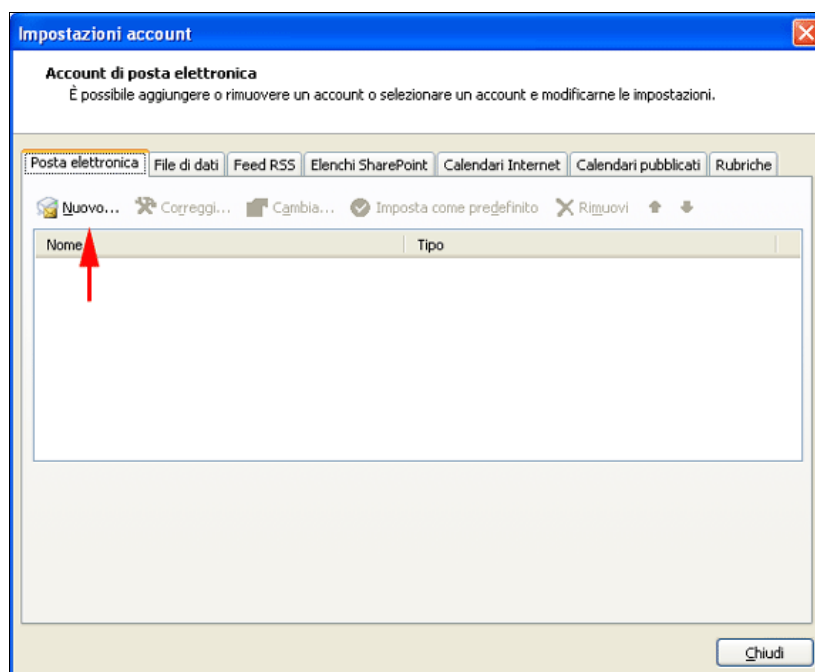 Impostazioni account
Account di posta elettronica
È possibile aggiungere o rimuovere un account o selezionare un account e modificarne le impostazioni.
Posta elettronica File di dati Feed RSS Elenchi SharePoint Calendari Internet Calendari pubblicati Rubriche
Nuovo... Correggi... Cambia... Imposta come predefinito Rimuovi
Nome Tipo
Chiudi